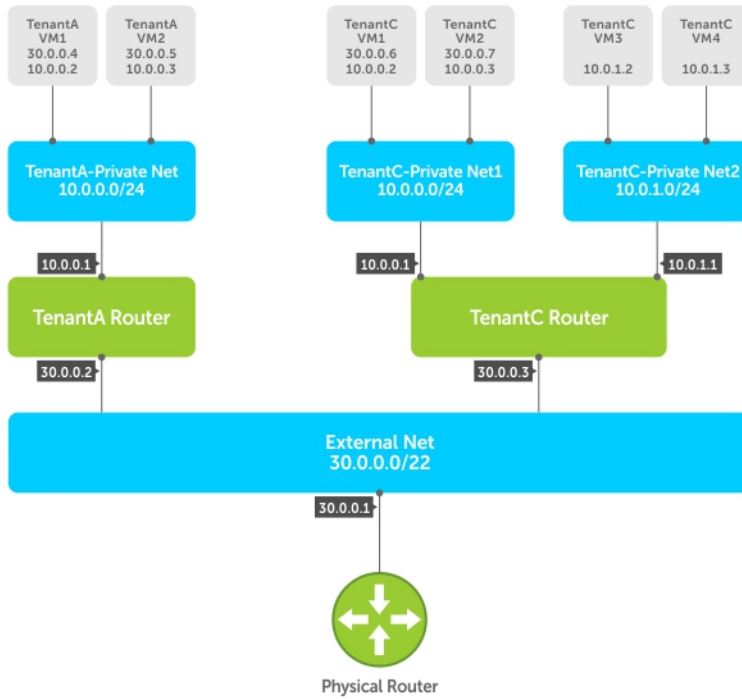 TenantA
VM1
30.0.0.4
10.0.0.2
TenantA
VM2
30.0.0.5
10.0.0.3
TenantC
VM1
30.0.0.6
10.0.0.2
TenantC
VM2
30.0.0.7
10.0.0.3
TenantC
VM3
10.0.1.2
TenantC
VM4
10.0.1.3
TenantA-Private Net
10.0.0.0/24
TenantC-Private Net1
10.0.0.0/24
TenantC-Private Net2
10.0.1.0/24
10.0.0.1
10.0.0.1
10.0.1.1
TenantA Router
TenantC Router
30.0.0.2
30.0.0.3
External Net
30.0.0.0/22
30.0.0.1
Physical Router